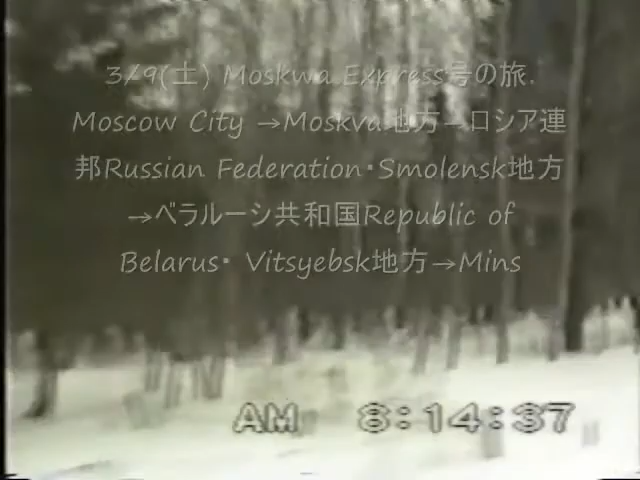 3/9(土) Moskwa Express号の旅.
Moscow City →Moskva地方→ロシア連
邦Russian Federation･Smolensk地方
→ベラルーシ共和国Republic of
Belarus･ Vitsyebsk地方→Mins
AM 8:14:37